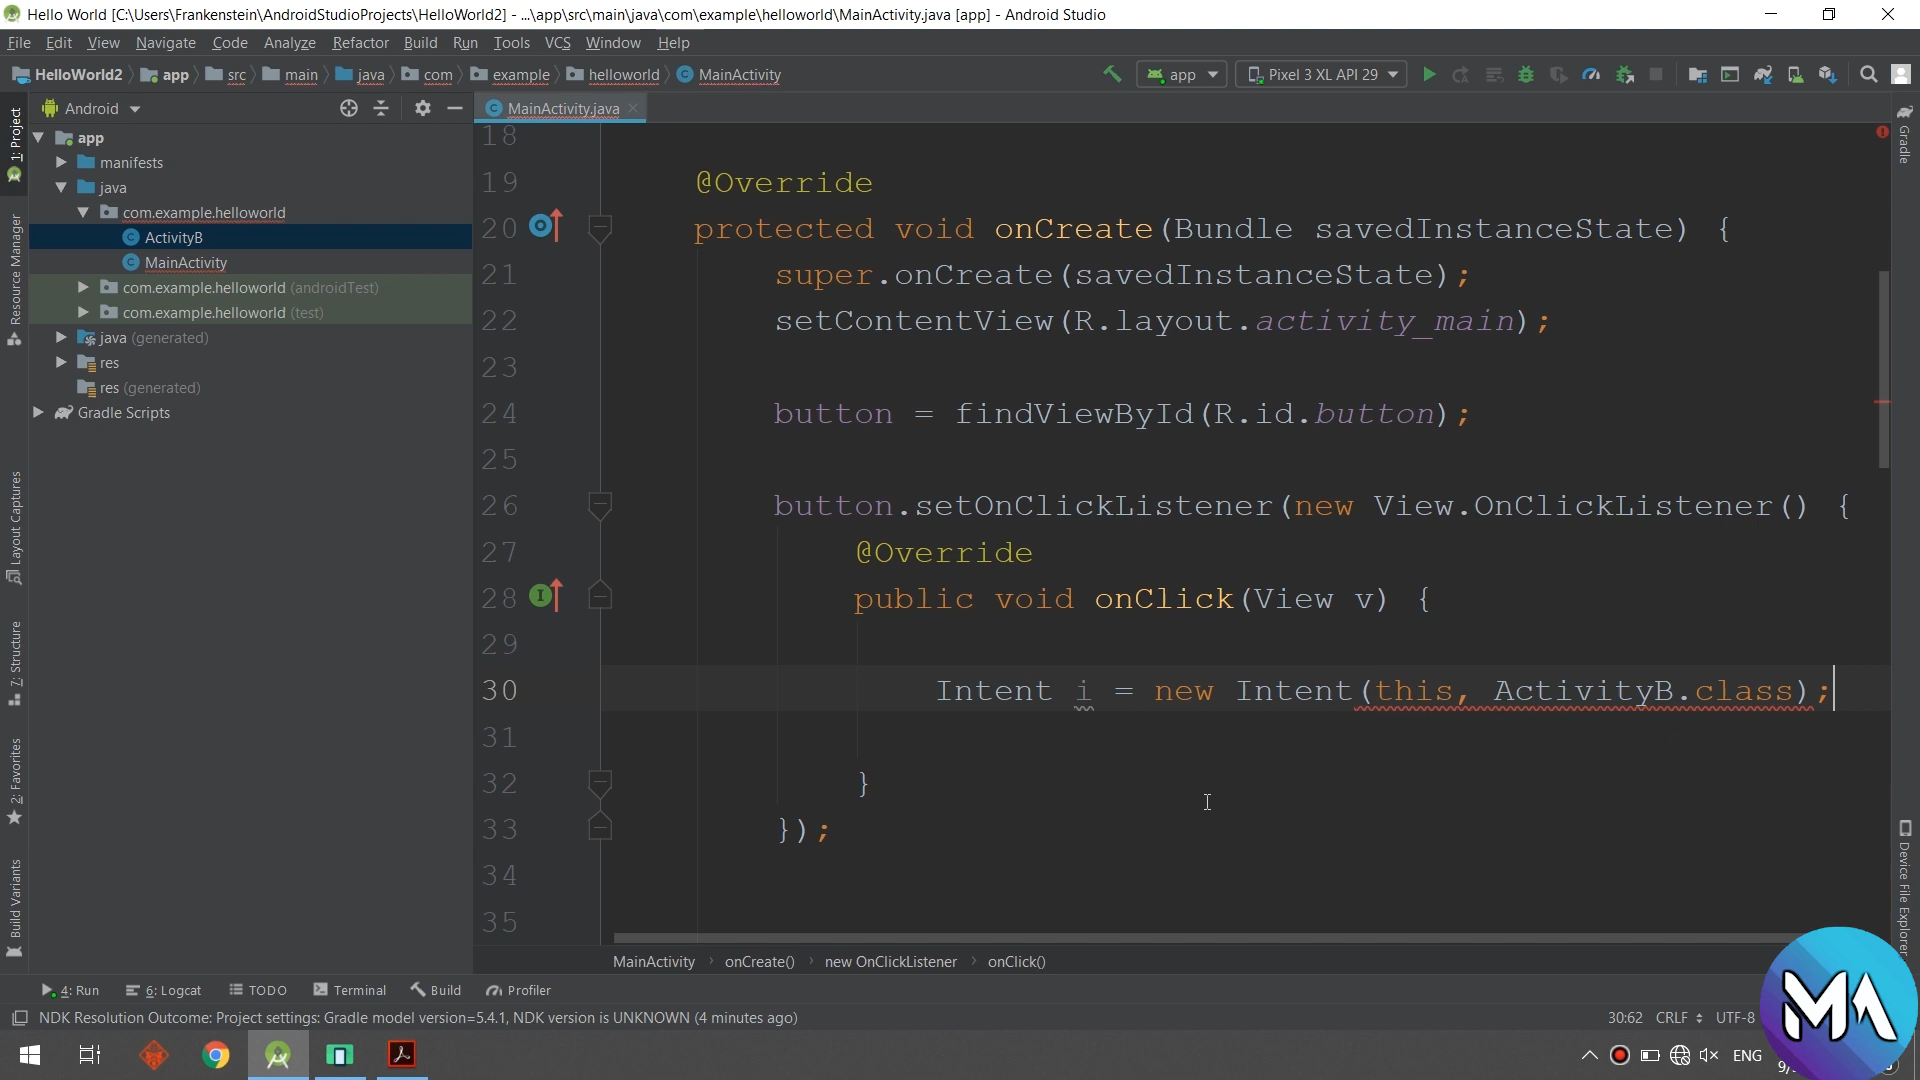 Hello World [C:\Users\Frankenstein\AndroidStudioProjects\HelloWorld2] - ...\app\src\main\java\com\example\helloworld\MainActivity.java [app] - Android Studio
File Edit View Navigate Code Analyze Refactor Build Run Tools VCS Window Help
HelloWorld2 app src main java com example helloworld MainActivity app Pixel 3 XL API 29
Android
MainActivity.java
1: Project
Resource Manager
Layout Captures
7: Structure
2: Favorites
Build Variants
app
manifests
java
com.example.helloworld
ActivityB
MainActivity
com.example.helloworld (androidTest)
com.example.helloworld (test)
java (generated)
res
res (generated)
Gradle Scripts
18
19 @Override
20 protected void onCreate(Bundle savedInstanceState) {
21 super.onCreate(savedInstanceState);
22 setContentView(R.layout.activity_main);
23
24 button = findViewById(R.id.button);
25
26 button.setOnClickListener(new View.OnClickListener() {
27 @Override
28 public void onClick(View v) {
29
30 Intent i = new Intent(this, ActivityB.class);
31
32 }
33 });
34
35
Gradle
Device File Explorer
MainActivity onCreate() new OnClickListener onClick()
4: Run 6: Logcat TODO Terminal Build Profiler
NDK Resolution Outcome: Project settings: Gradle model version=5.4.1, NDK version is UNKNOWN (4 minutes ago) 30:62 CRLF UTF-8
ENG
MA